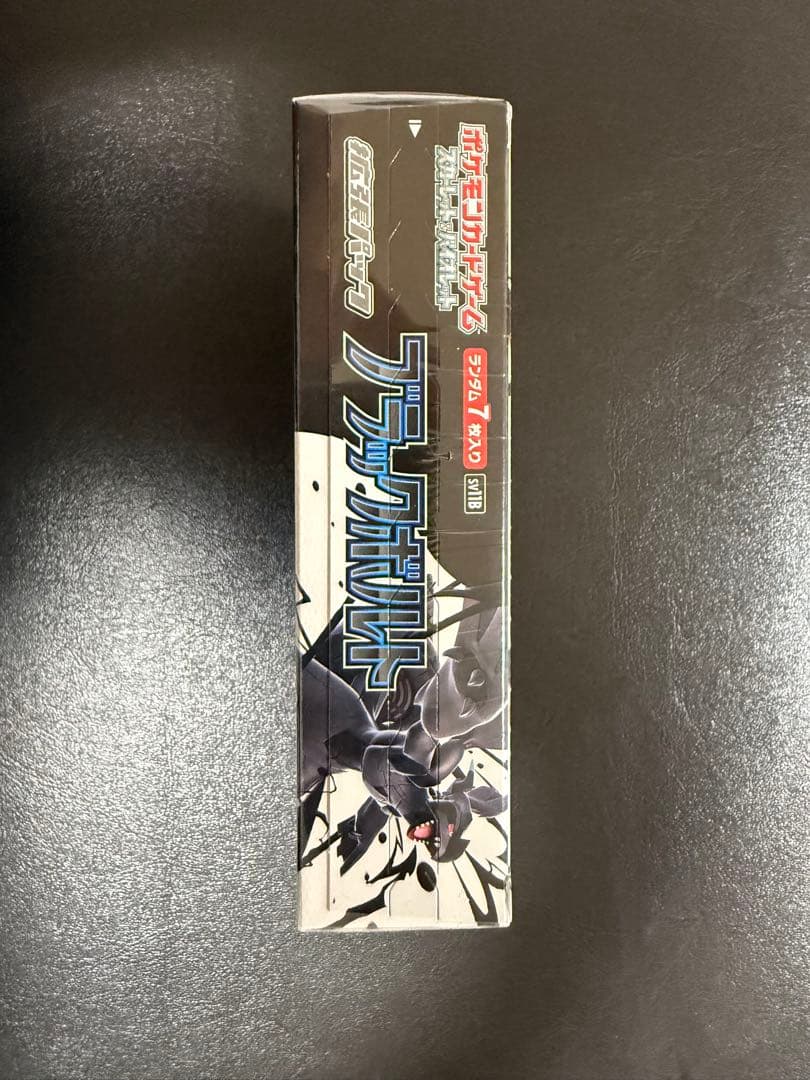 ポケモンカードゲーム
スカーレット&バイオレット
拡張パック
ランダム7枚入り
SV11B
ブラックボルト